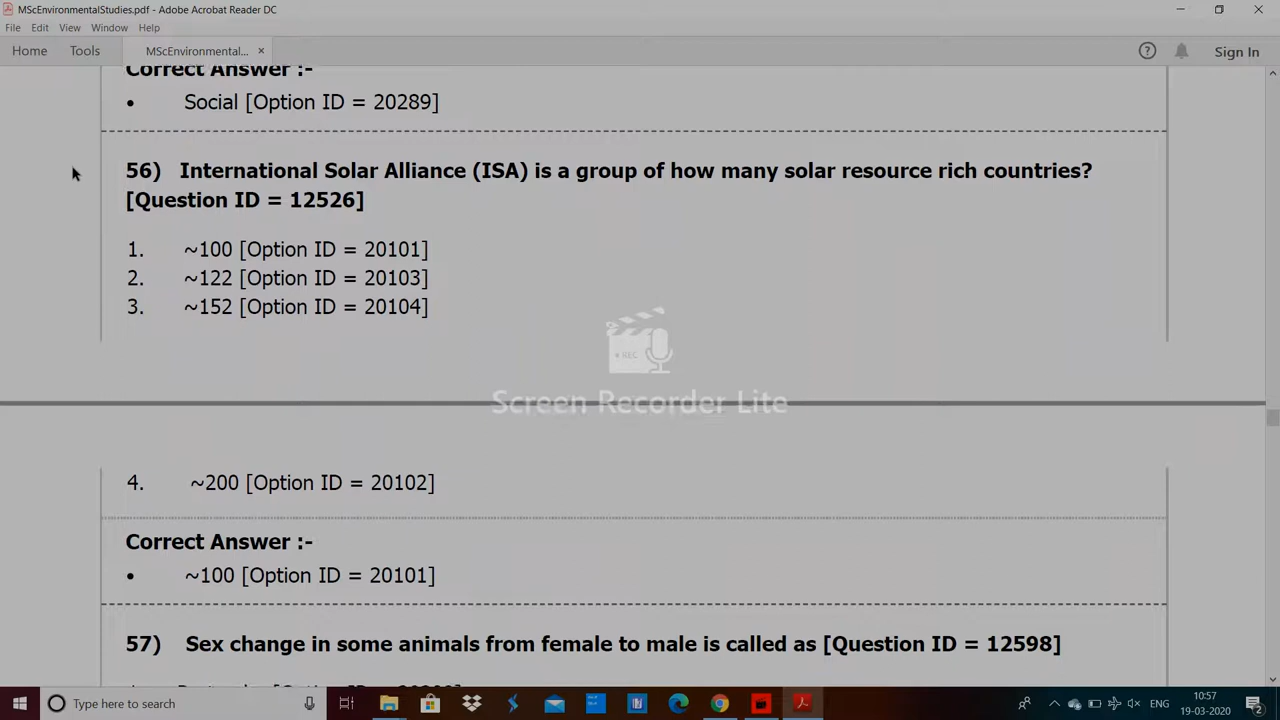 MScEnvironmentalStudies.pdf - Adobe Acrobat Reader DC
File Edit View Window Help
Home Tools MScEnvironmental... × Sign In
Correct Answer :-
• Social [Option ID = 20289]
56) International Solar Alliance (ISA) is a group of how many solar resource rich countries?
[Question ID = 12526]
1. ~100 [Option ID = 20101]
2. ~122 [Option ID = 20103]
3. ~152 [Option ID = 20104]
REC
Screen Recorder Lite
4. ~200 [Option ID = 20102]
Correct Answer :-
• ~100 [Option ID = 20101]
57) Sex change in some animals from female to male is called as [Question ID = 12598]
Type here to search
ENG
10:57
19-03-2020
2